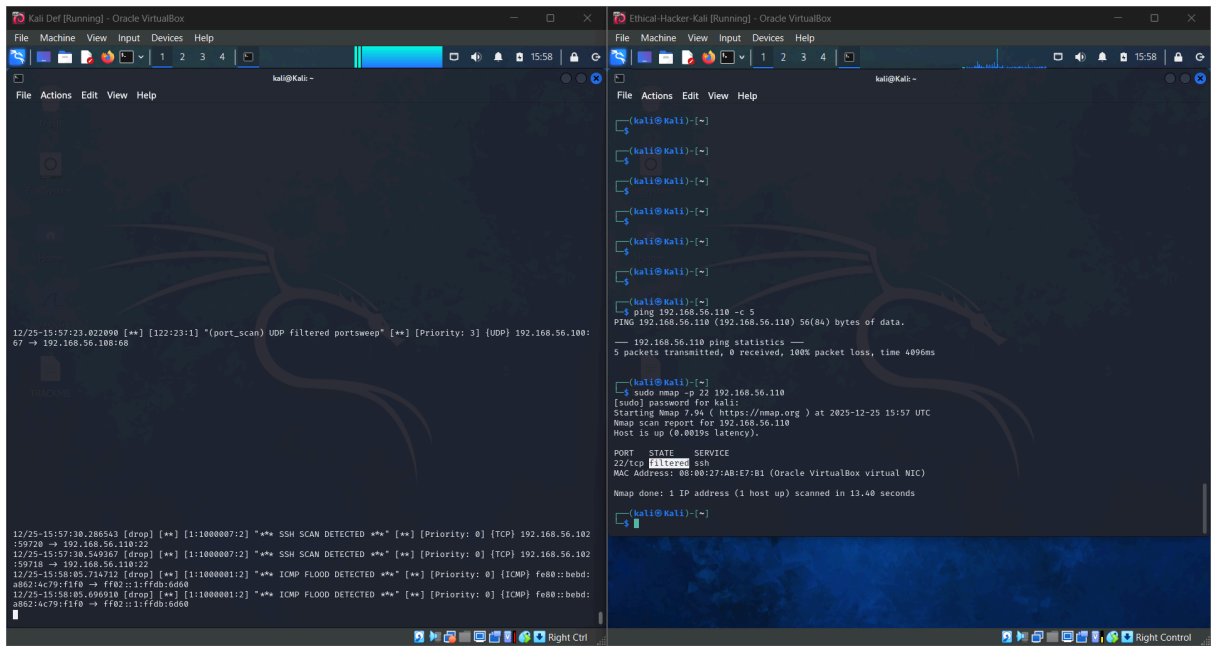 Kali Def [Running] - Oracle VirtualBox
File Machine View Input Devices Help
1 2 3 4
15:58
kali@Kali: ~
File Actions Edit View Help
12/25-15:57:23.022090 [**] [122:23:1] "(port_scan) UDP filtered portsweep" [**] [Priority: 3] {UDP} 192.168.56.100:
67 → 192.168.56.108:68
12/25-15:57:30.286543 [drop] [**] [1:1000007:2] "*** SSH SCAN DETECTED ***" [**] [Priority: 0] {TCP} 192.168.56.102
:59720 → 192.168.56.110:22
12/25-15:57:30.549367 [drop] [**] [1:1000007:2] "*** SSH SCAN DETECTED ***" [**] [Priority: 0] {TCP} 192.168.56.102
:59718 → 192.168.56.110:22
12/25-15:58:05.714712 [drop] [**] [1:1000001:2] "*** ICMP FLOOD DETECTED ***" [**] [Priority: 0] {ICMP} fe80::bebd:
a862:4c79:f1f0 → ff02::1:ffdb:6d60
12/25-15:58:05.696910 [drop] [**] [1:1000001:2] "*** ICMP FLOOD DETECTED ***" [**] [Priority: 0] {ICMP} fe80::bebd:
a862:4c79:f1f0 → ff02::1:ffdb:6d60
Right Ctrl
Ethical-Hacker-Kali [Running] - Oracle VirtualBox
File Machine View Input Devices Help
1 2 3 4
15:58
kali@Kali: ~
File Actions Edit View Help
┌──(kali㉿Kali)-[~]
└─$
┌──(kali㉿Kali)-[~]
└─$
┌──(kali㉿Kali)-[~]
└─$
┌──(kali㉿Kali)-[~]
└─$
┌──(kali㉿Kali)-[~]
└─$
┌──(kali㉿Kali)-[~]
└─$
┌──(kali㉿Kali)-[~]
└─$ ping 192.168.56.110 -c 5
PING 192.168.56.110 (192.168.56.110) 56(84) bytes of data.
— 192.168.56.110 ping statistics —
5 packets transmitted, 0 received, 100% packet loss, time 4096ms
┌──(kali㉿Kali)-[~]
└─$ sudo nmap -p 22 192.168.56.110
[sudo] password for kali:
Starting Nmap 7.94 ( https://nmap.org ) at 2025-12-25 15:57 UTC
Nmap scan report for 192.168.56.110
Host is up (0.0019s latency).
PORT STATE SERVICE
22/tcp filtered ssh
MAC Address: 08:00:27:AB:E7:B1 (Oracle VirtualBox virtual NIC)
Nmap done: 1 IP address (1 host up) scanned in 13.40 seconds
┌──(kali㉿Kali)-[~]
└─$
Right Control